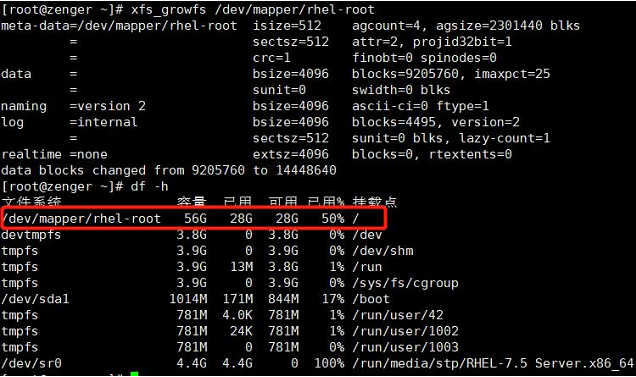 [root@zenger ~]# xfs_growfs /dev/mapper/rhel-root
meta-data=/dev/mapper/rhel-root  isize=512    agcount=4, agsize=2301440 blks
         =                       sectsz=512   attr=2, projid32bit=1
         =                       crc=1        finobt=0 spinodes=0
data     =                       bsize=4096   blocks=9205760, imaxpct=25
         =                       sunit=0      swidth=0 blks
naming   =version 2              bsize=4096   ascii-ci=0 ftype=1
log      =internal               bsize=4096   blocks=4495, version=2
         =                       sectsz=512   sunit=0 blks, lazy-count=1
realtime =none                   extsz=4096   blocks=0, rtextents=0
data blocks changed from 9205760 to 14448640
[root@zenger ~]# df -h
文件系统 容量 已用 可用 已用% 挂载点
/dev/mapper/rhel-root 56G 28G 28G 50% /
devtmpfs 3.8G 0 3.8G 0% /dev
tmpfs 3.9G 0 3.9G 0% /dev/shm
tmpfs 3.9G 13M 3.8G 1% /run
tmpfs 3.9G 0 3.9G 0% /sys/fs/cgroup
/dev/sda1 1014M 171M 844M 17% /boot
tmpfs 781M 4.0K 781M 1% /run/user/42
tmpfs 781M 24K 781M 1% /run/user/1002
tmpfs 781M 0 781M 0% /run/user/1003
/dev/sr0 4.4G 4.4G 0 100% /run/media/stp/RHEL-7.5 Server.x86_64
[root@zenger ~]#